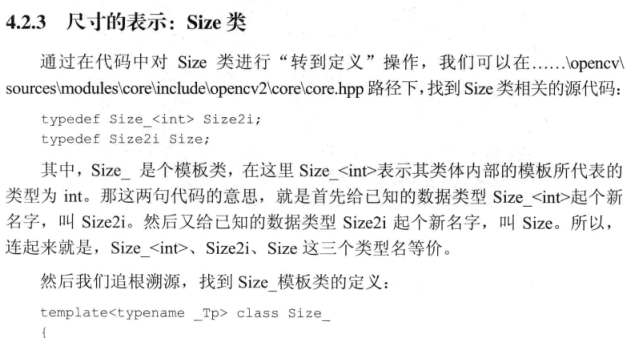 4.2.3 尺寸的表示：Size 类
通过在代码中对 Size 类进行“转到定义”操作，我们可以在……\opencv\
sources\modules\core\include\opencv2\core\core.hpp 路径下，找到 Size 类相关的源代码：
typedef Size_<int> Size2i;
typedef Size2i Size;
其中，Size_ 是个模板类，在这里 Size_<int>表示其类体内部的模板所代表的
类型为 int。那这两句代码的意思，就是首先给已知的数据类型 Size_<int>起个新
名字，叫 Size2i。然后又给已知的数据类型 Size2i 起个新名字，叫 Size。所以，
连起来就是，Size_<int>、Size2i、Size 这三个类型名等价。
然后我们追根溯源，找到 Size_模板类的定义：
template<typename _Tp> class Size_
{